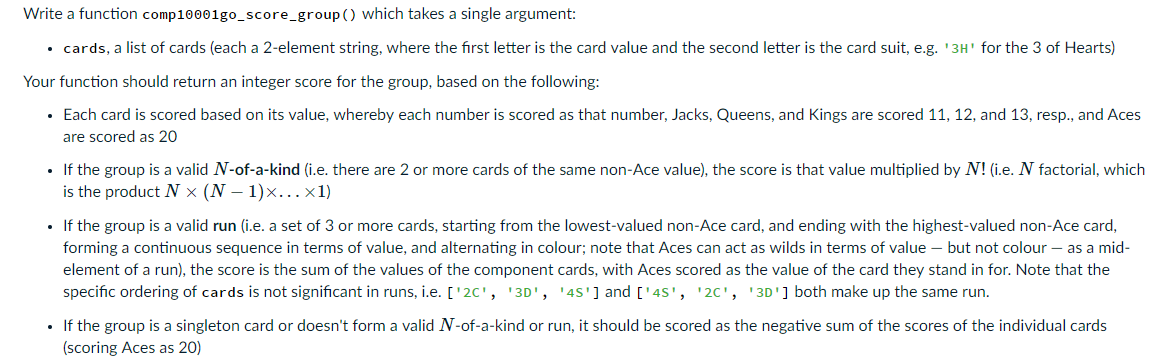 Write a function comp10001go_score_group() which takes a single argument:
• cards, a list of cards (each a 2-element string, where the first letter is the card value and the second letter is the card suit, e.g. '3H' for the 3 of Hearts)
Your function should return an integer score for the group, based on the following:
• Each card is scored based on its value, whereby each number is scored as that number, Jacks, Queens, and Kings are scored 11, 12, and 13, resp., and Aces
are scored as 20
• If the group is a valid N-of-a-kind (i.e. there are 2 or more cards of the same non-Ace value), the score is that value multiplied by N! (i.e. N factorial, which
is the product N × (N − 1)×… ×1)
• If the group is a valid run (i.e. a set of 3 or more cards, starting from the lowest-valued non-Ace card, and ending with the highest-valued non-Ace card,
forming a continuous sequence in terms of value, and alternating in colour; note that Aces can act as wilds in terms of value — but not colour — as a mid-
element of a run), the score is the sum of the values of the component cards, with Aces scored as the value of the card they stand in for. Note that the
specific ordering of cards is not significant in runs, i.e. ['2C', '3D', '4S'] and ['4S', '2C', '3D'] both make up the same run.
• If the group is a singleton card or doesn't form a valid N-of-a-kind or run, it should be scored as the negative sum of the scores of the individual cards
(scoring Aces as 20)